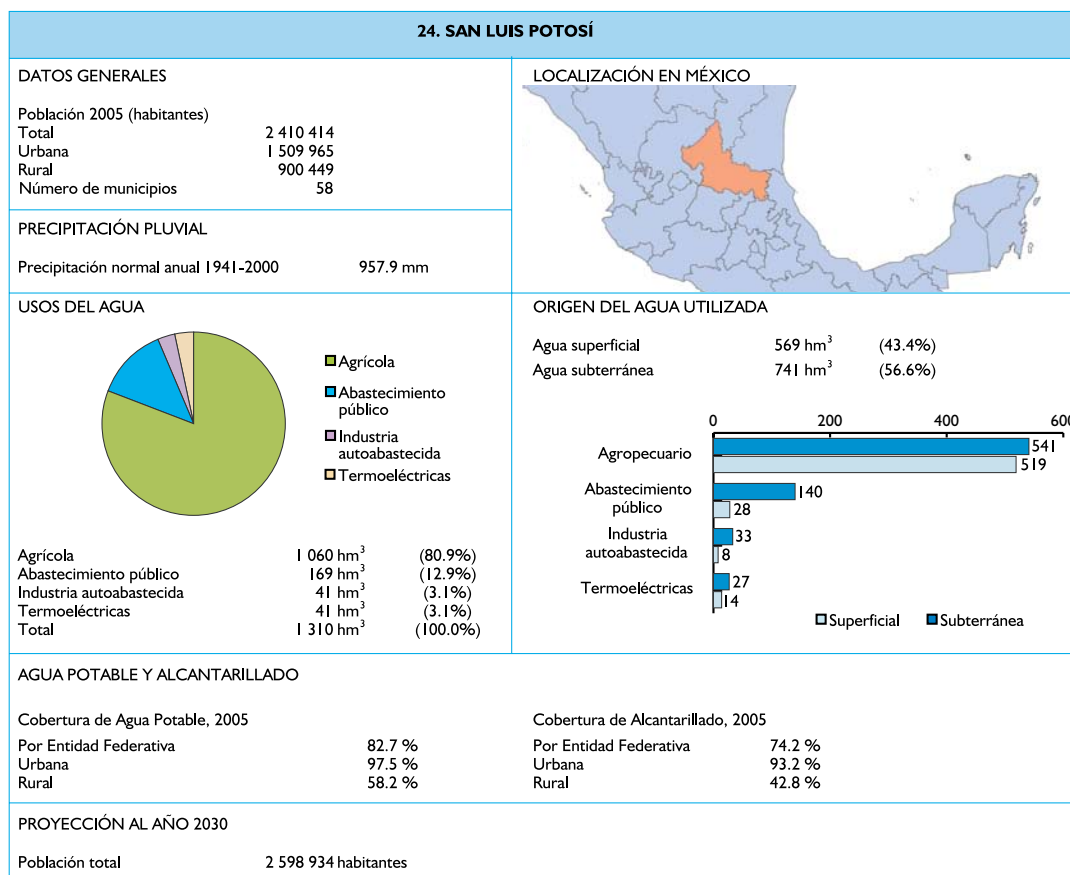 24. SAN LUIS POTOSÍ
DATOS GENERALES
Población 2005 (habitantes)
Total 2 410 414
Urbana 1 509 965
Rural 900 449
Número de municipios 58
LOCALIZACIÓN EN MÉXICO
PRECIPITACIÓN PLUVIAL
Precipitación normal anual 1941-2000 957.9 mm
USOS DEL AGUA
Agrícola
Abastecimiento
público
Industria
autoabastecida
Termoeléctricas
Agrícola 1 060 hm³ (80.9%)
Abastecimiento público 169 hm³ (12.9%)
Industria autoabastecida 41 hm³ (3.1%)
Termoeléctricas 41 hm³ (3.1%)
Total 1 310 hm³ (100.0%)
ORIGEN DEL AGUA UTILIZADA
Agua superficial 569 hm³ (43.4%)
Agua subterránea 741 hm³ (56.6%)
0 200 400 600
Agropecuario 541
519
Abastecimiento
público
140
28
Industria
autoabastecida
33
8
Termoeléctricas
27
14
Superficial Subterránea
AGUA POTABLE Y ALCANTARILLADO
Cobertura de Agua Potable, 2005
Por Entidad Federativa 82.7 %
Urbana 97.5 %
Rural 58.2 %
Cobertura de Alcantarillado, 2005
Por Entidad Federativa 74.2 %
Urbana 93.2 %
Rural 42.8 %
PROYECCIÓN AL AÑO 2030
Población total 2 598 934 habitantes